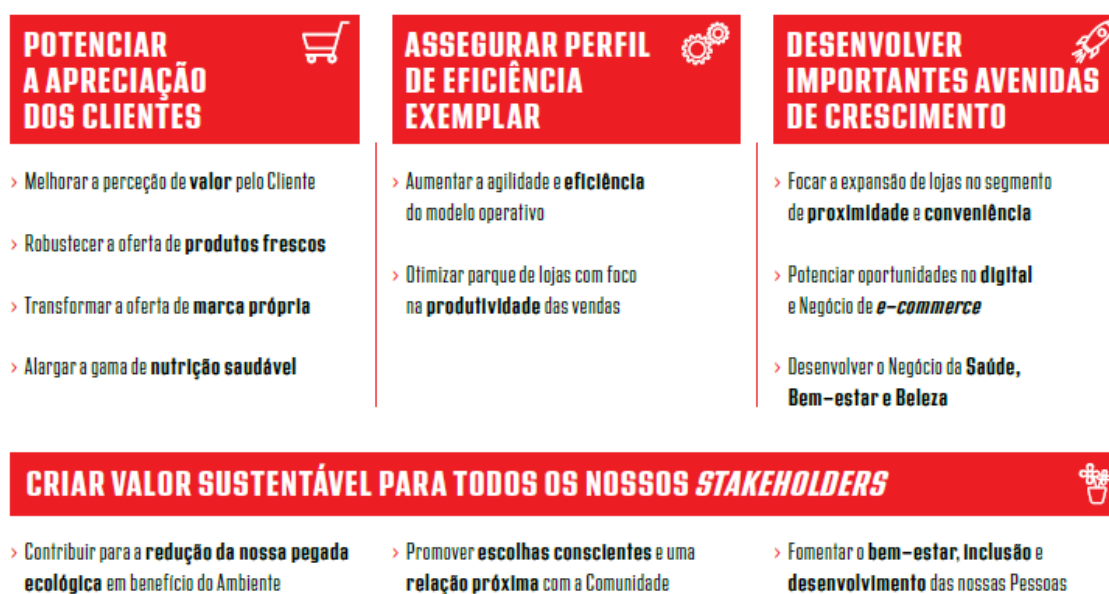 POTENCIAR
A APRECIAÇÃO
DOS CLIENTES
> Melhorar a perceção de valor pelo Cliente
> Robustecer a oferta de produtos frescos
> Transformar a oferta de marca própria
> Alargar a gama de nutrição saudável
ASSEGURAR PERFIL
DE EFICIÊNCIA
EXEMPLAR
> Aumentar a agilidade e eficiência
do modelo operativo
> Otimizar parque de lojas com foco
na produtividade das vendas
DESENVOLVER
IMPORTANTES AVENIDAS
DE CRESCIMENTO
> Focar a expansão de lojas no segmento
de proximidade e conveniência
> Potenciar oportunidades no digital
e Negócio de e-commerce
> Desenvolver o Negócio da Saúde,
Bem-estar e Beleza
CRIAR VALOR SUSTENTÁVEL PARA TODOS OS NOSSOS STAKEHOLDERS
> Contribuir para a redução da nossa pegada
ecológica em benefício do Ambiente
> Promover escolhas conscientes e uma
relação próxima com a Comunidade
> Fomentar o bem-estar, inclusão e
desenvolvimento das nossas Pessoas